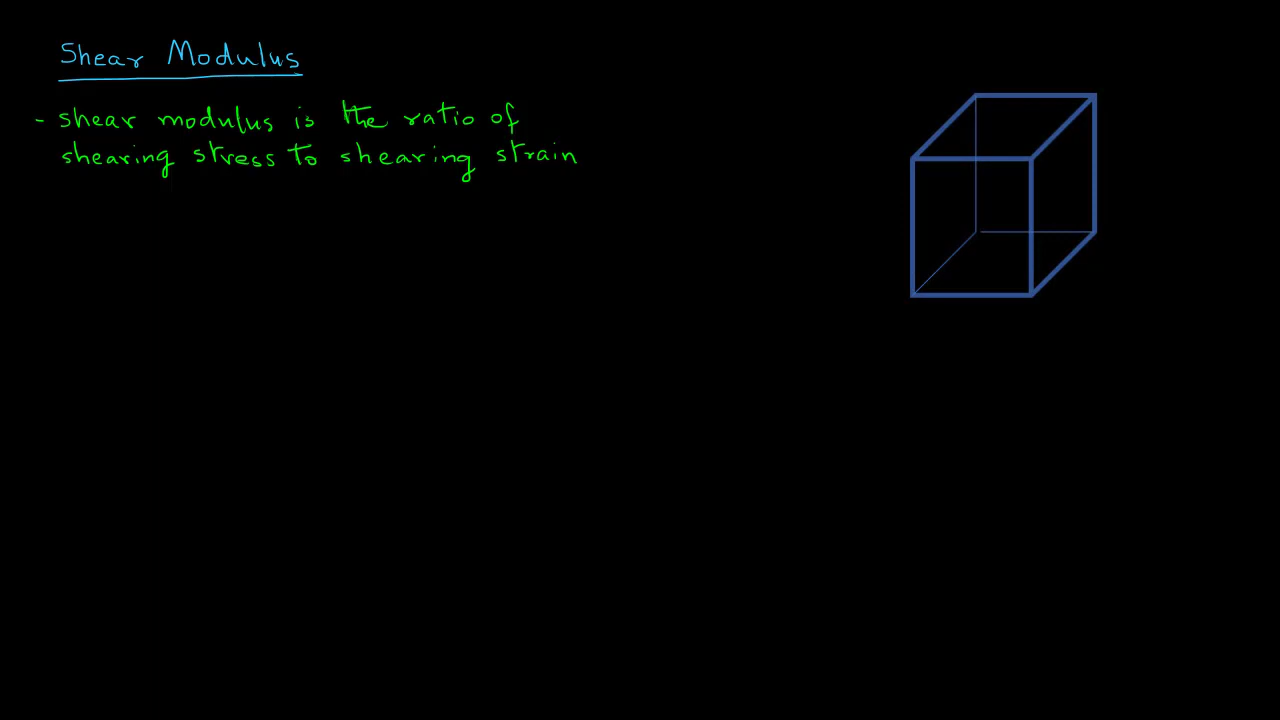 Shear Modulus
- shear modulus is the ratio of
shearing stress to shearing strain